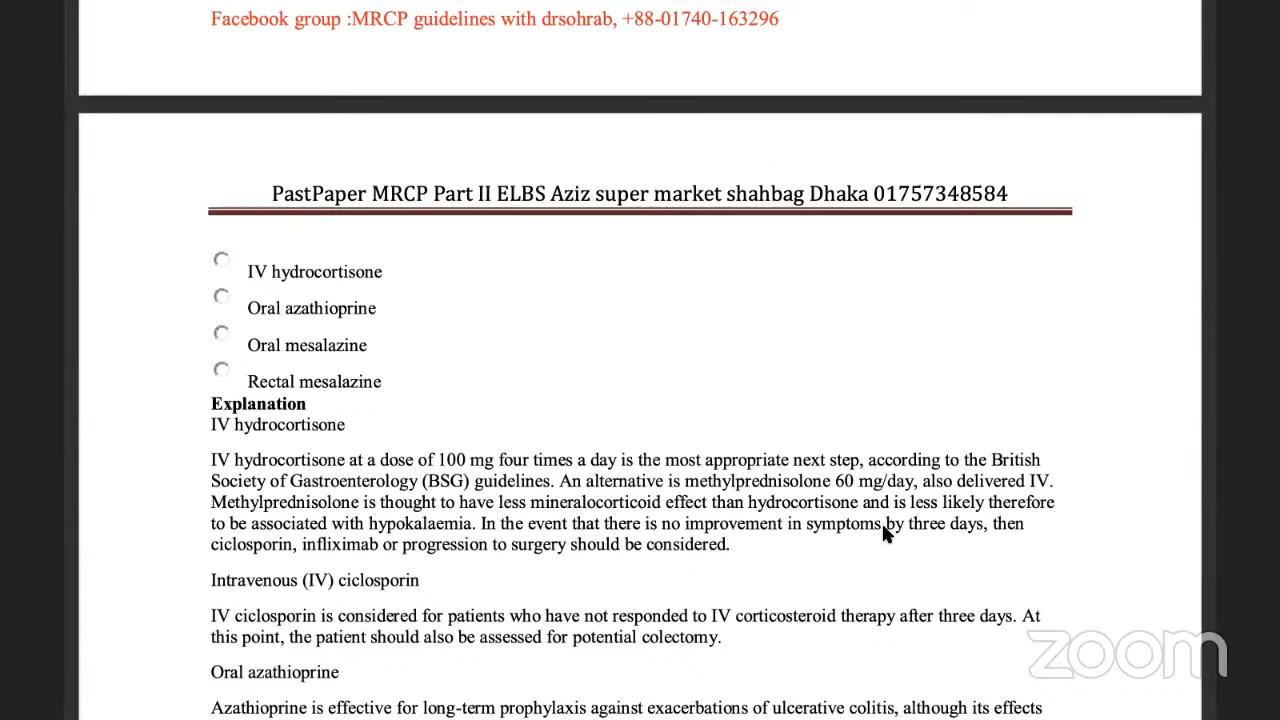 Facebook group :MRCP guidelines with drsohrab, +88-01740-163296
PastPaper MRCP Part II ELBS Aziz super market shahbag Dhaka 01757348584
IV hydrocortisone
Oral azathioprine
Oral mesalazine
Rectal mesalazine
Explanation
IV hydrocortisone
IV hydrocortisone at a dose of 100 mg four times a day is the most appropriate next step, according to the British
Society of Gastroenterology (BSG) guidelines. An alternative is methylprednisolone 60 mg/day, also delivered IV.
Methylprednisolone is thought to have less mineralocorticoid effect than hydrocortisone and is less likely therefore
to be associated with hypokalaemia. In the event that there is no improvement in symptoms by three days, then
ciclosporin, infliximab or progression to surgery should be considered.
Intravenous (IV) ciclosporin
IV ciclosporin is considered for patients who have not responded to IV corticosteroid therapy after three days. At
this point, the patient should also be assessed for potential colectomy.
zoom
Oral azathioprine
Azathioprine is effective for long-term prophylaxis against exacerbations of ulcerative colitis, although its effects